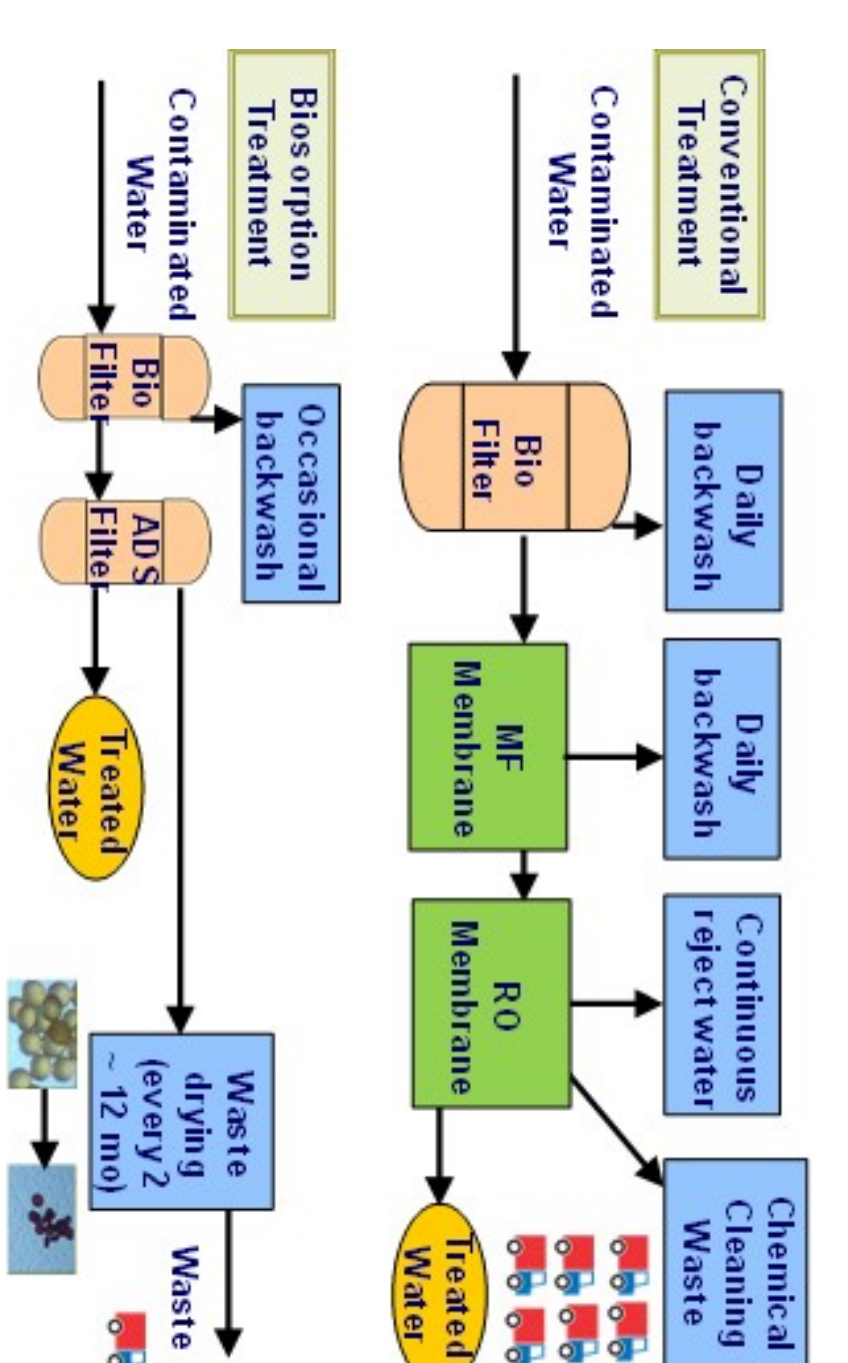 Conventional
Treatment
Contaminated
Water
Bio
Filter
Daily
backwash
MF
Membrane
Daily
backwash
RO
Membrane
Continuous
reject water
Chemical
Cleaning
Waste
Treated
Water
Biosorption
Treatment
Contaminated
Water
Bio
Filter
Occasional
backwash
ADS
Filter
Treated
Water
Waste
drying
(every 2
~ 12 mo)
Waste